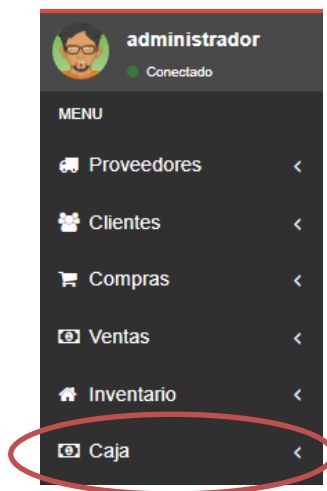 administrador
Conectado
MENU
Proveedores
Clientes
Compras
Ventas
Inventario
Caja